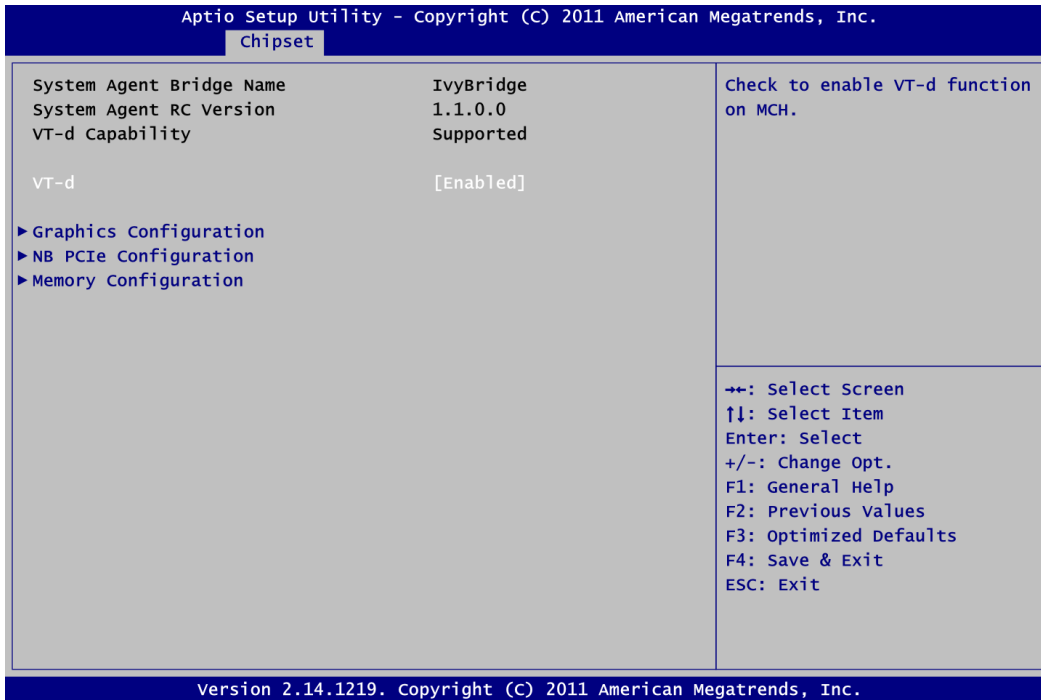 Aptio Setup Utility - Copyright (C) 2011 American Megatrends, Inc.
Chipset
System Agent Bridge Name IvyBridge
System Agent RC Version 1.1.0.0
VT-d Capability Supported
VT-d [Enabled]
►Graphics Configuration
►NB PCIe Configuration
►Memory Configuration
Check to enable VT-d function
on MCH.
→←: Select Screen
↑↓: Select Item
Enter: Select
+/-: Change Opt.
F1: General Help
F2: Previous Values
F3: Optimized Defaults
F4: Save & Exit
ESC: Exit
Version 2.14.1219. Copyright (C) 2011 American Megatrends, Inc.